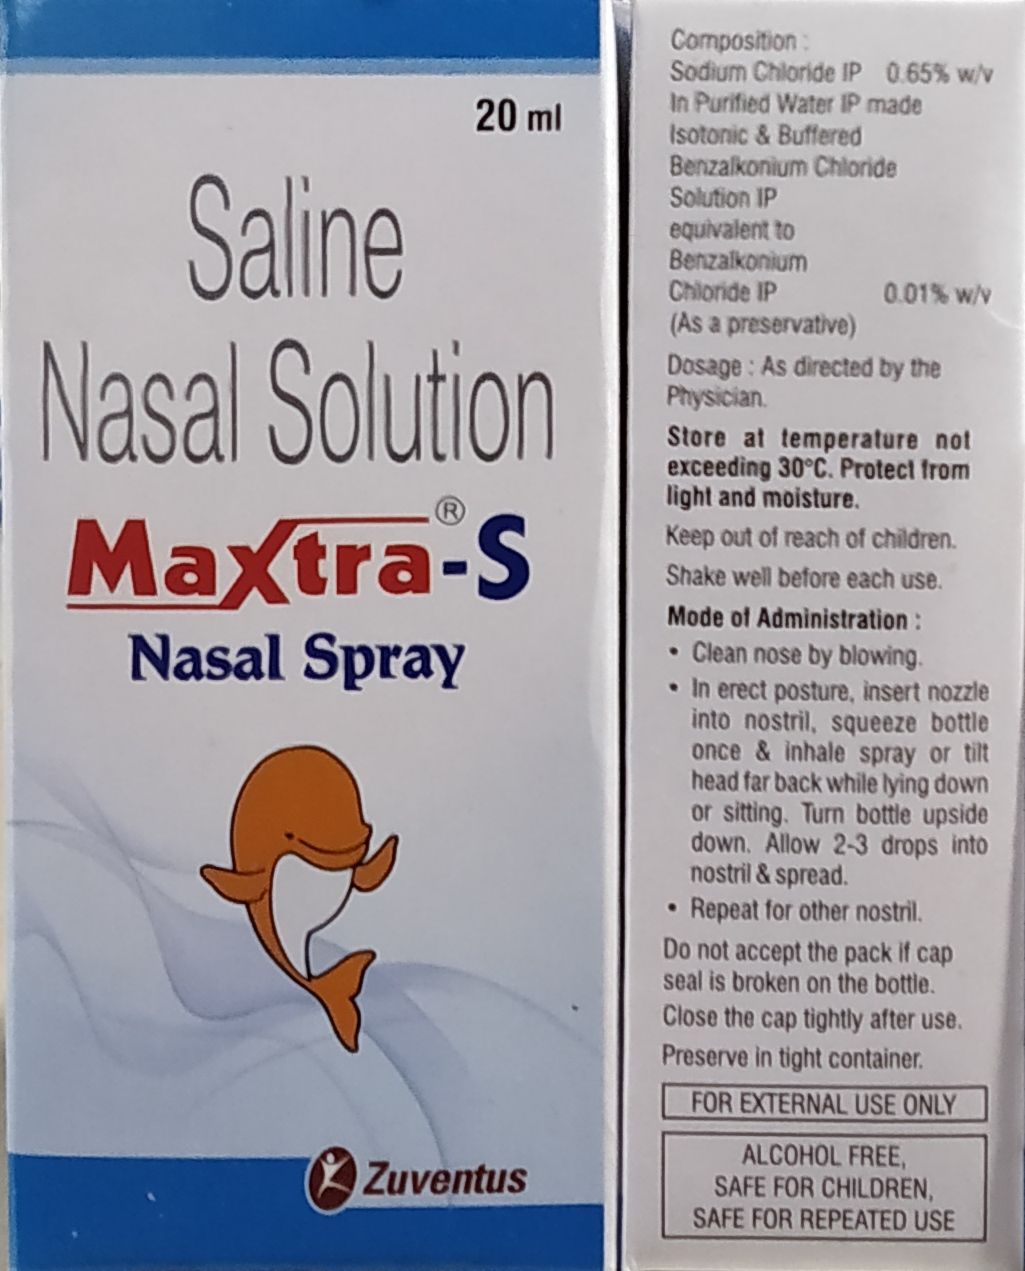 20 ml
Saline
Nasal Solution
Maxtra®-S
Nasal Spray
Zuventus
Composition :
Sodium Chloride IP 0.65% w/v
In Purified Water IP made
Isotonic & Buffered
Benzalkonium Chloride
Solution IP
equivalent to
Benzalkonium
Chloride IP 0.01% w/v
(As a preservative)
Dosage : As directed by the
Physician.
Store at temperature not
exceeding 30°C. Protect from
light and moisture.
Keep out of reach of children.
Shake well before each use.
Mode of Administration :
• Clean nose by blowing.
• In erect posture, insert nozzle
into nostril, squeeze bottle
once & inhale spray or tilt
head far back while lying down
or sitting. Turn bottle upside
down. Allow 2-3 drops into
nostril & spread.
• Repeat for other nostril.
Do not accept the pack if cap
seal is broken on the bottle.
Close the cap tightly after use.
Preserve in tight container.
FOR EXTERNAL USE ONLY
ALCOHOL FREE,
SAFE FOR CHILDREN,
SAFE FOR REPEATED USE